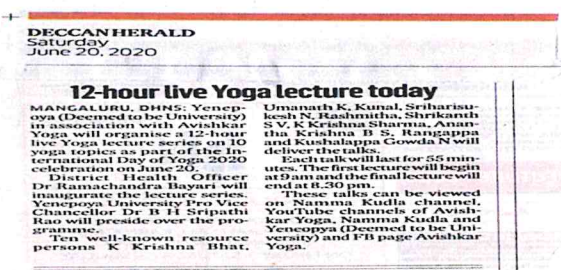 DECCAN HERALD
Saturday
June 20, 2020
12-hour live Yoga lecture today
MANGALURU, DHNS: Yenep-
oya (Deemed to be University)
in association with Avishkar
Yoga will organise a 12-hour
live Yoga lecture series on 10
yoga topics as part of the In-
ternational Day of Yoga 2020
celebration on June 20.
District Health Officer
Dr Ramachandra Bayari will
inaugurate the lecture series.
Yenepoya University Pro Vice
Chancellor Dr B H Sripathi
Rao will preside over the pro-
gramme.
Ten well-known resource
persons K Krishna Bhat,
Umanath K, Kunal, Sriharisu-
kesh N, Rashmitha, Shrikanth
S V, K Krishna Sharma, Anan-
tha Krishna B S, Rangappa
and Kushalappa Gowda N will
deliver the talks.
Each talk will last for 55 min-
utes. The first lecture will begin
at 9 am and the final lecture will
end at 8.30 pm.
These talks can be viewed
on Namma Kudla channel,
YouTube channels of Avish-
kar Yoga, Namma Kudla and
Yeneopya (Deemed to be Uni-
versity) and FB page Avishkar
Yoga.